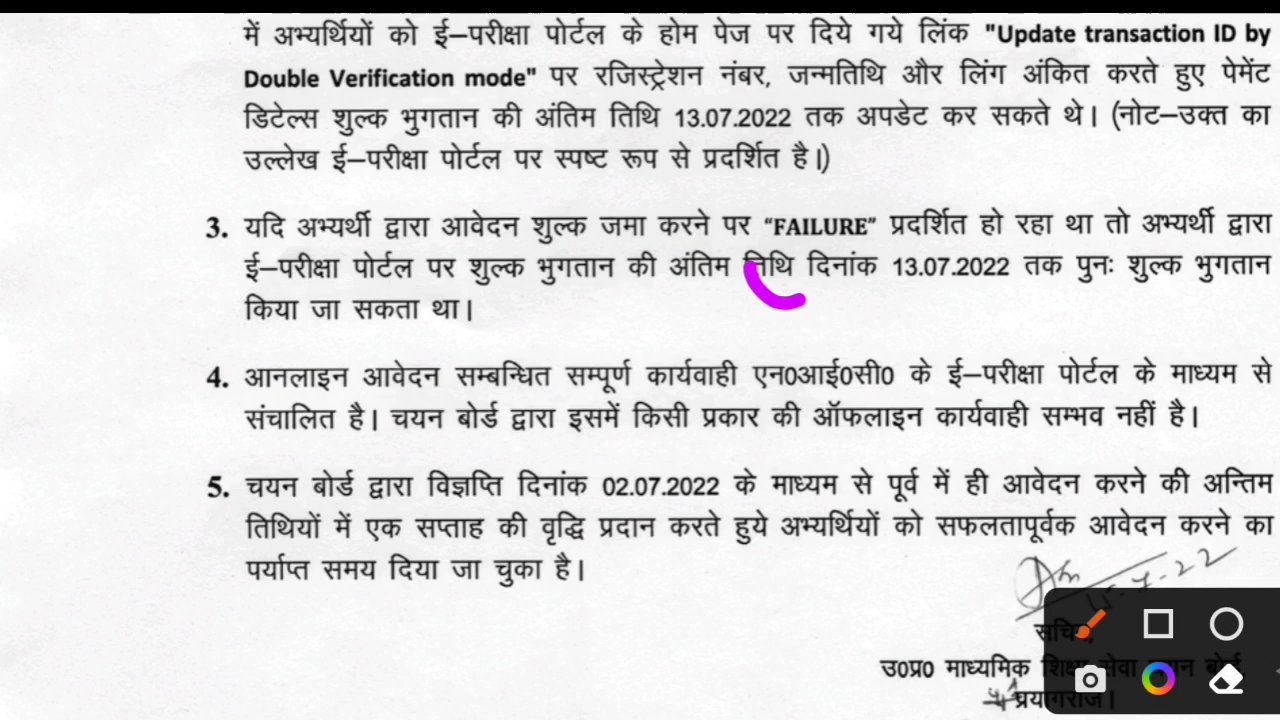 में अभ्यर्थियों को ई–परीक्षा पोर्टल के होम पेज पर दिये गये लिंक "Update transaction ID by
Double Verification mode" पर रजिस्ट्रेशन नंबर, जन्मतिथि और लिंग अंकित करते हुए पेमेंट
डिटेल्स शुल्क भुगतान की अंतिम तिथि 13.07.2022 तक अपडेट कर सकते थे। (नोट–उक्त का
उल्लेख ई–परीक्षा पोर्टल पर स्पष्ट रूप से प्रदर्शित है।)
3. यदि अभ्यर्थी द्वारा आवेदन शुल्क जमा करने पर “FAILURE” प्रदर्शित हो रहा था तो अभ्यर्थी द्वारा
ई–परीक्षा पोर्टल पर शुल्क भुगतान की अंतिम तिथि दिनांक 13.07.2022 तक पुनः शुल्क भुगतान
किया जा सकता था।
4. आनलाइन आवेदन सम्बन्धित सम्पूर्ण कार्यवाही एन0आई0सी0 के ई–परीक्षा पोर्टल के माध्यम से
संचालित है। चयन बोर्ड द्वारा इसमें किसी प्रकार की ऑफलाइन कार्यवाही सम्भव नहीं है।
5. चयन बोर्ड द्वारा विज्ञप्ति दिनांक 02.07.2022 के माध्यम से पूर्व में ही आवेदन करने की अन्तिम
तिथियों में एक सप्ताह की वृद्धि प्रदान करते हुये अभ्यर्थियों को सफलतापूर्वक आवेदन करने का
पर्याप्त समय दिया जा चुका है।
सचिव,
उ0प्र0 माध्यमिक शिक्षा सेवा चयन बोर्ड
प्रयागराज।